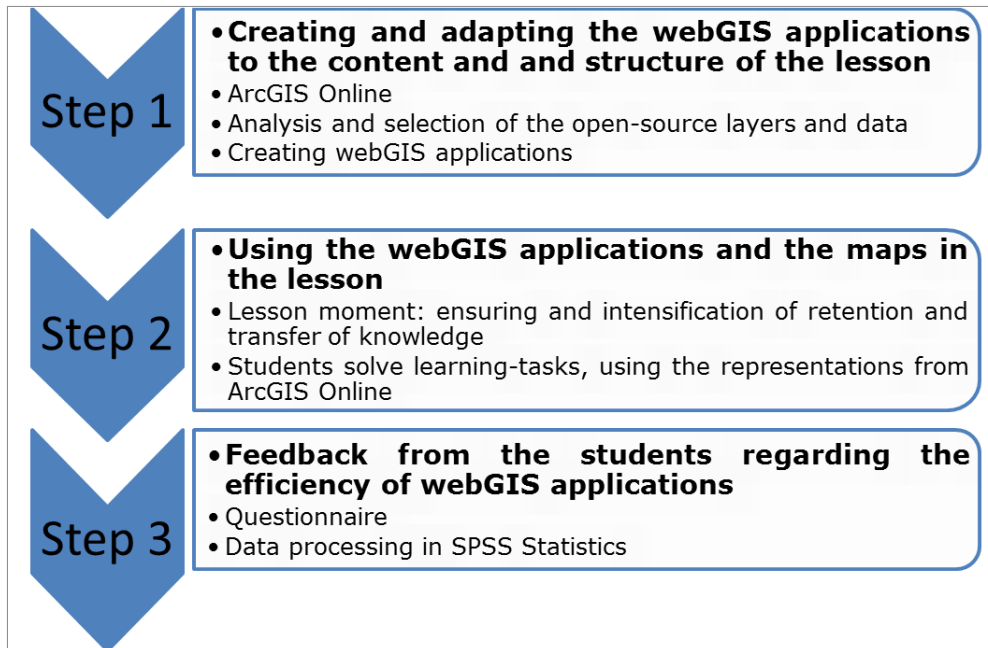 Step 1
•Creating and adapting the webGIS applications
to the content and and structure of the lesson
•ArcGIS Online
•Analysis and selection of the open-source layers and data
•Creating webGIS applications
Step 2
•Using the webGIS applications and the maps in
the lesson
•Lesson moment: ensuring and intensification of retention and
transfer of knowledge
•Students solve learning-tasks, using the representations from
ArcGIS Online
Step 3
•Feedback from the students regarding the
efficiency of webGIS applications
•Questionnaire
•Data processing in SPSS Statistics